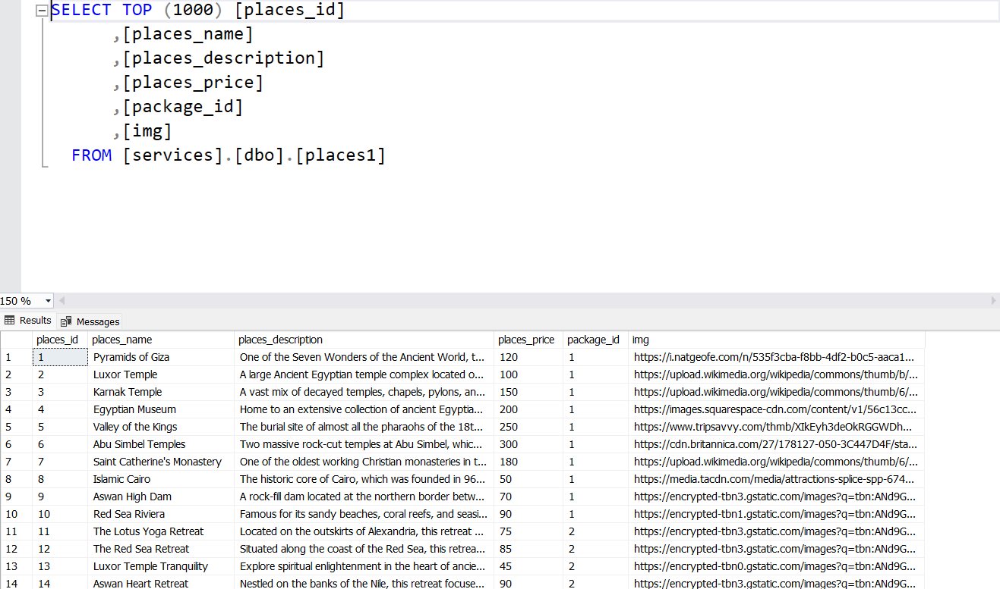 SELECT TOP (1000) [places_id]
,[places_name]
,[places_description]
,[places_price]
,[package_id]
,[img]
FROM [services].[dbo].[places1]
150 %
Results Messages
places_id places_name places_description places_price package_id img
1 1 Pyramids of Giza One of the Seven Wonders of the Ancient World, t... 120 1 https://i.natgeofe.com/n/535f3cba-f8bb-4df2-b0c5-aaca1...
2 2 Luxor Temple A large Ancient Egyptian temple complex located o... 100 1 https://upload.wikimedia.org/wikipedia/commons/thumb/b/...
3 3 Karnak Temple A vast mix of decayed temples, chapels, pylons, an... 150 1 https://upload.wikimedia.org/wikipedia/commons/thumb/6/...
4 4 Egyptian Museum Home to an extensive collection of ancient Egyptia... 200 1 https://images.squarespace-cdn.com/content/v1/56c13cc...
5 5 Valley of the Kings The burial site of almost all the pharaohs of the 18t... 250 1 https://www.tripsavvy.com/thmb/XIkEyh3deOkRGGWDh...
6 6 Abu Simbel Temples Two massive rock-cut temples at Abu Simbel, whic... 300 1 https://cdn.britannica.com/27/178127-050-3C447D4F/sta...
7 7 Saint Catherine's Monastery One of the oldest working Christian monasteries in t... 180 1 https://upload.wikimedia.org/wikipedia/commons/thumb/6/...
8 8 Islamic Cairo The historic core of Cairo, which was founded in 96... 50 1 https://media.tacdn.com/media/attractions-splice-spp-674...
9 9 Aswan High Dam A rock-fill dam located at the northern border betw... 70 1 https://encrypted-tbn3.gstatic.com/images?q=tbn:ANd9G...
10 10 Red Sea Riviera Famous for its sandy beaches, coral reefs, and seasi... 90 1 https://encrypted-tbn1.gstatic.com/images?q=tbn:ANd9G...
11 11 The Lotus Yoga Retreat Located on the outskirts of Alexandria, this retreat ... 75 2 https://encrypted-tbn3.gstatic.com/images?q=tbn:ANd9G...
12 12 The Red Sea Retreat Situated along the coast of the Red Sea, this retrea... 85 2 https://encrypted-tbn3.gstatic.com/images?q=tbn:ANd9G...
13 13 Luxor Temple Tranquility Explore spiritual enlightenment in the heart of ancie... 45 2 https://encrypted-tbn0.gstatic.com/images?q=tbn:ANd9G...
14 14 Aswan Heart Retreat Nestled on the banks of the Nile, this retreat focuse... 90 2 https://encrypted-tbn3.gstatic.com/images?q=tbn:ANd9G...